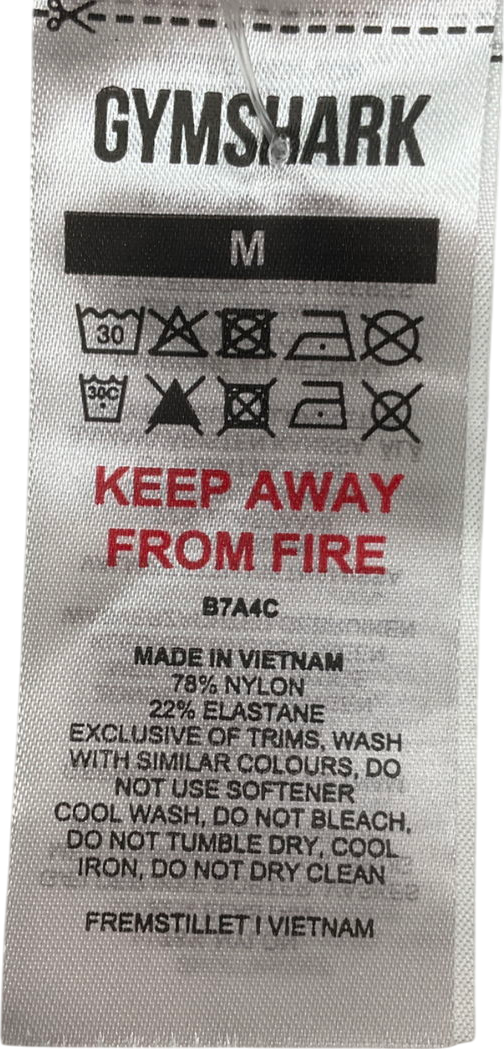 GYMSHARK
M
30
30C
KEEP AWAY
FROM FIRE
B7A4C
MADE IN VIETNAM
78% NYLON
22% ELASTANE
EXCLUSIVE OF TRIMS, WASH
WITH SIMILAR COLOURS, DO
NOT USE SOFTENER
COOL WASH, DO NOT BLEACH,
DO NOT TUMBLE DRY, COOL
IRON, DO NOT DRY CLEAN
FREMSTILLET I VIETNAM